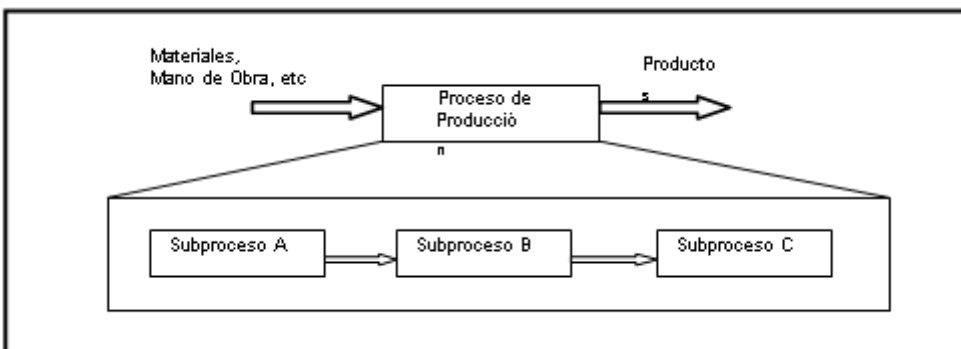 Materiales,
Mano de Obra, etc
Producto
s
Proceso de
Producció
n
Subproceso A
Subproceso B
Subproceso C